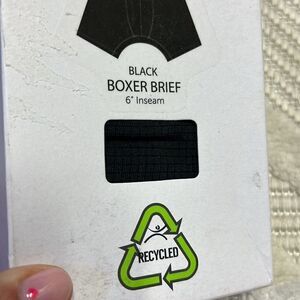 BLACK
BOXER BRIEF
6" Inseam
RECYCLED